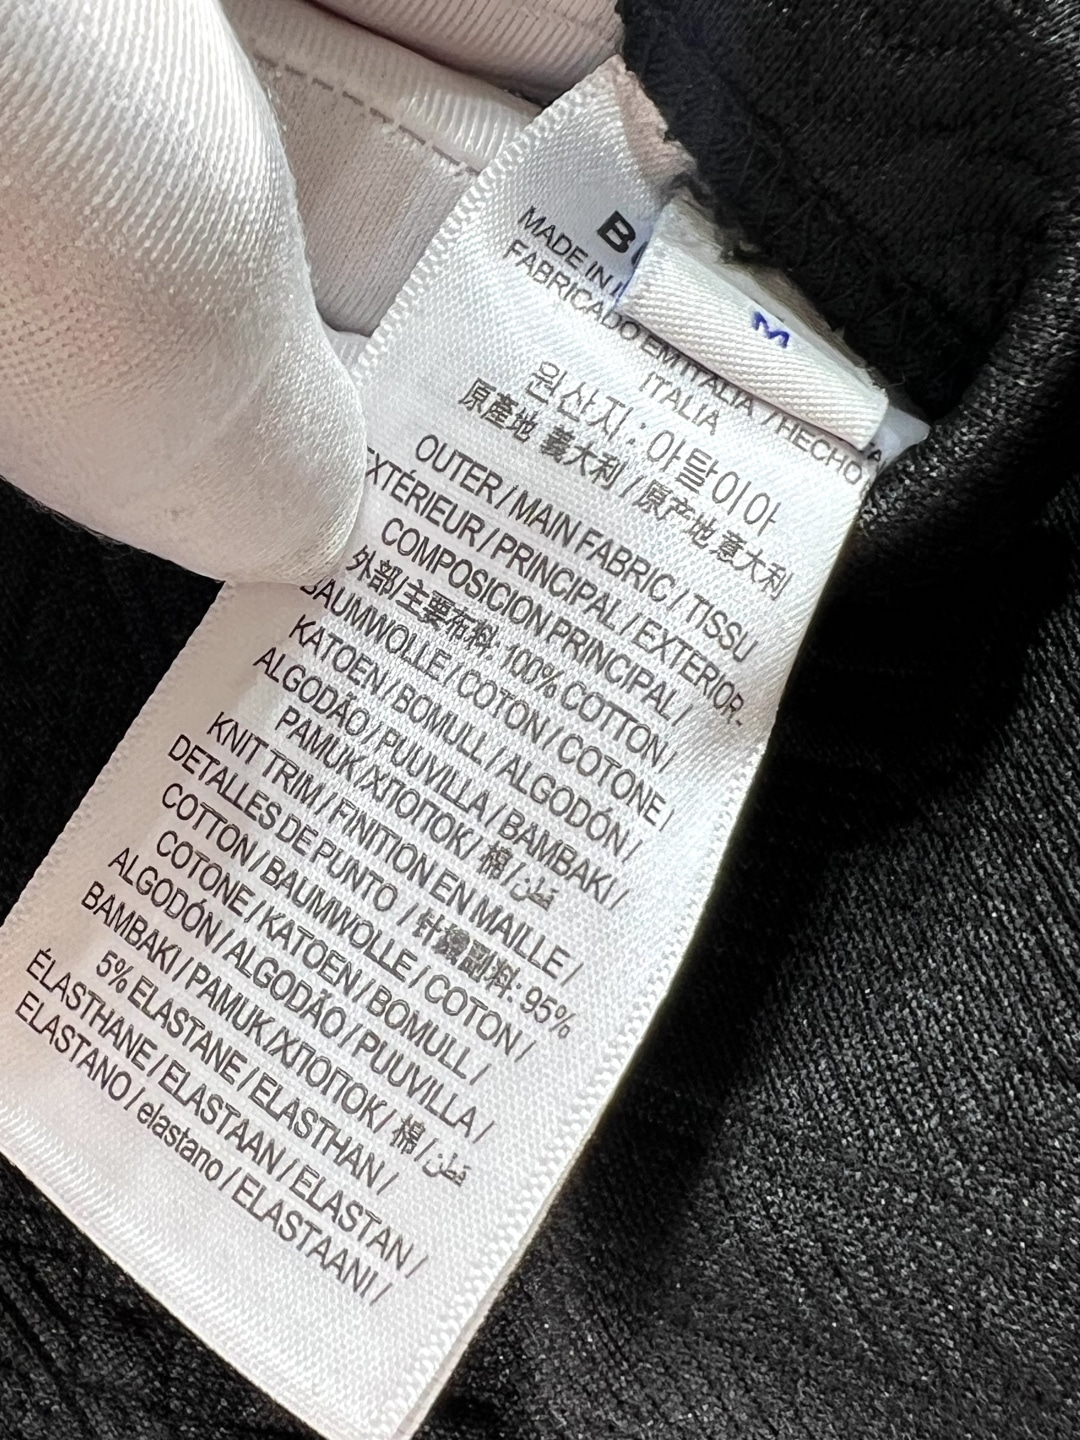 M
MADE IN
FABRICADO EM ITALIA / HECHO
ITALIA
원산지:이탈이아
原產地 義大利 / 原产地 意大利
OUTER / MAIN FABRIC / TISSU
EXTÉRIEUR / PRINCIPAL / EXTERIOR-
COMPOSICION PRINCIPAL /
外部/主要布料: 100% COTTON /
BAUMWOLLE / COTON / COTONE /
KATOEN / BOMULL / ALGODÓN /
ALGODÃO / PUUVILLA / BAMBAKI /
PAMUK/ХЛОПОК/ 棉 / قطن
KNIT TRIM / FINITION EN MAILLE /
DETALLES DE PUNTO / 針織副料: 95%
COTTON / BAUMWOLLE / COTON /
COTONE / KATOEN / BOMULL /
ALGODÓN / ALGODÃO / PUUVILLA /
BAMBAKI / PAMUK/ХЛОПОК/ 棉 / قطن
5% ELASTANE / ELASTHAN /
ÉLASTHANE / ELASTAAN / ELASTAN /
ELASTANO / elastano / ELASTAANI /